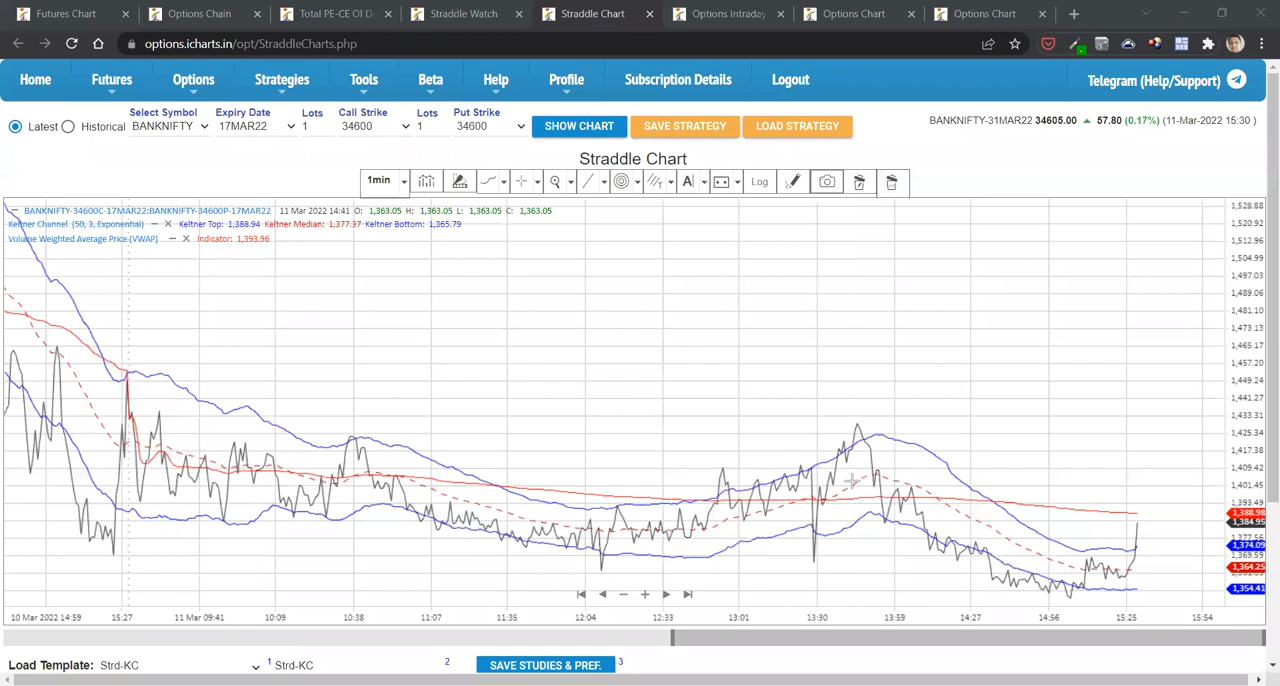 Futures Chart
Options Chain
Total PE-CE OI D
Straddle Watch
Straddle Chart
Options Intraday
Options Chart
Options Chart
options.icharts.in/opt/StraddleCharts.php
Home Futures Options Strategies Tools Beta Help Profile Subscription Details Logout Telegram (Help/Support)
Select Symbol Expiry Date Lots Call Strike Lots Put Strike
Latest Historical BANKNIFTY 17MAR22 1 34600 1 34600 SHOW CHART SAVE STRATEGY LOAD STRATEGY
BANKNIFTY-31MAR22 34605.00 ▲ 57.80 (0.17%) (11-Mar-2022 15:30 )
Straddle Chart
1min Log
BANKNIFTY-34600C-17MAR22:BANKNIFTY-34600P-17MAR22 11 Mar 2022 14:41 O: 1,363.05 H: 1,363.05 L: 1,363.05 C: 1,363.05
Keltner Channel (50, 3, Exponential) Keltner Top: 1,388.94 Keltner Median: 1,377.37 Keltner Bottom: 1,365.79
Volume Weighted Average Price (VWAP) Indicator: 1,393.96
1,528.88
1,520.92
1,512.96
1,504.99
1,497.03
1,489.06
1,481.10
1,473.13
1,465.17
1,457.20
1,449.24
1,441.27
1,433.31
1,425.34
1,417.38
1,409.42
1,401.45
1,393.49
1,388.98
1,384.95
1,377.56
1,374.09
1,369.59
1,364.25
1,354.41
10 Mar 2022 14:59 15:27 11 Mar 09:41 10:09 10:38 11:07 11:35 12:04 12:33 13:01 13:30 13:59 14:27 14:56 15:25 15:54
Load Template: Strd-KC 1 Strd-KC 2 SAVE STUDIES & PREF. 3